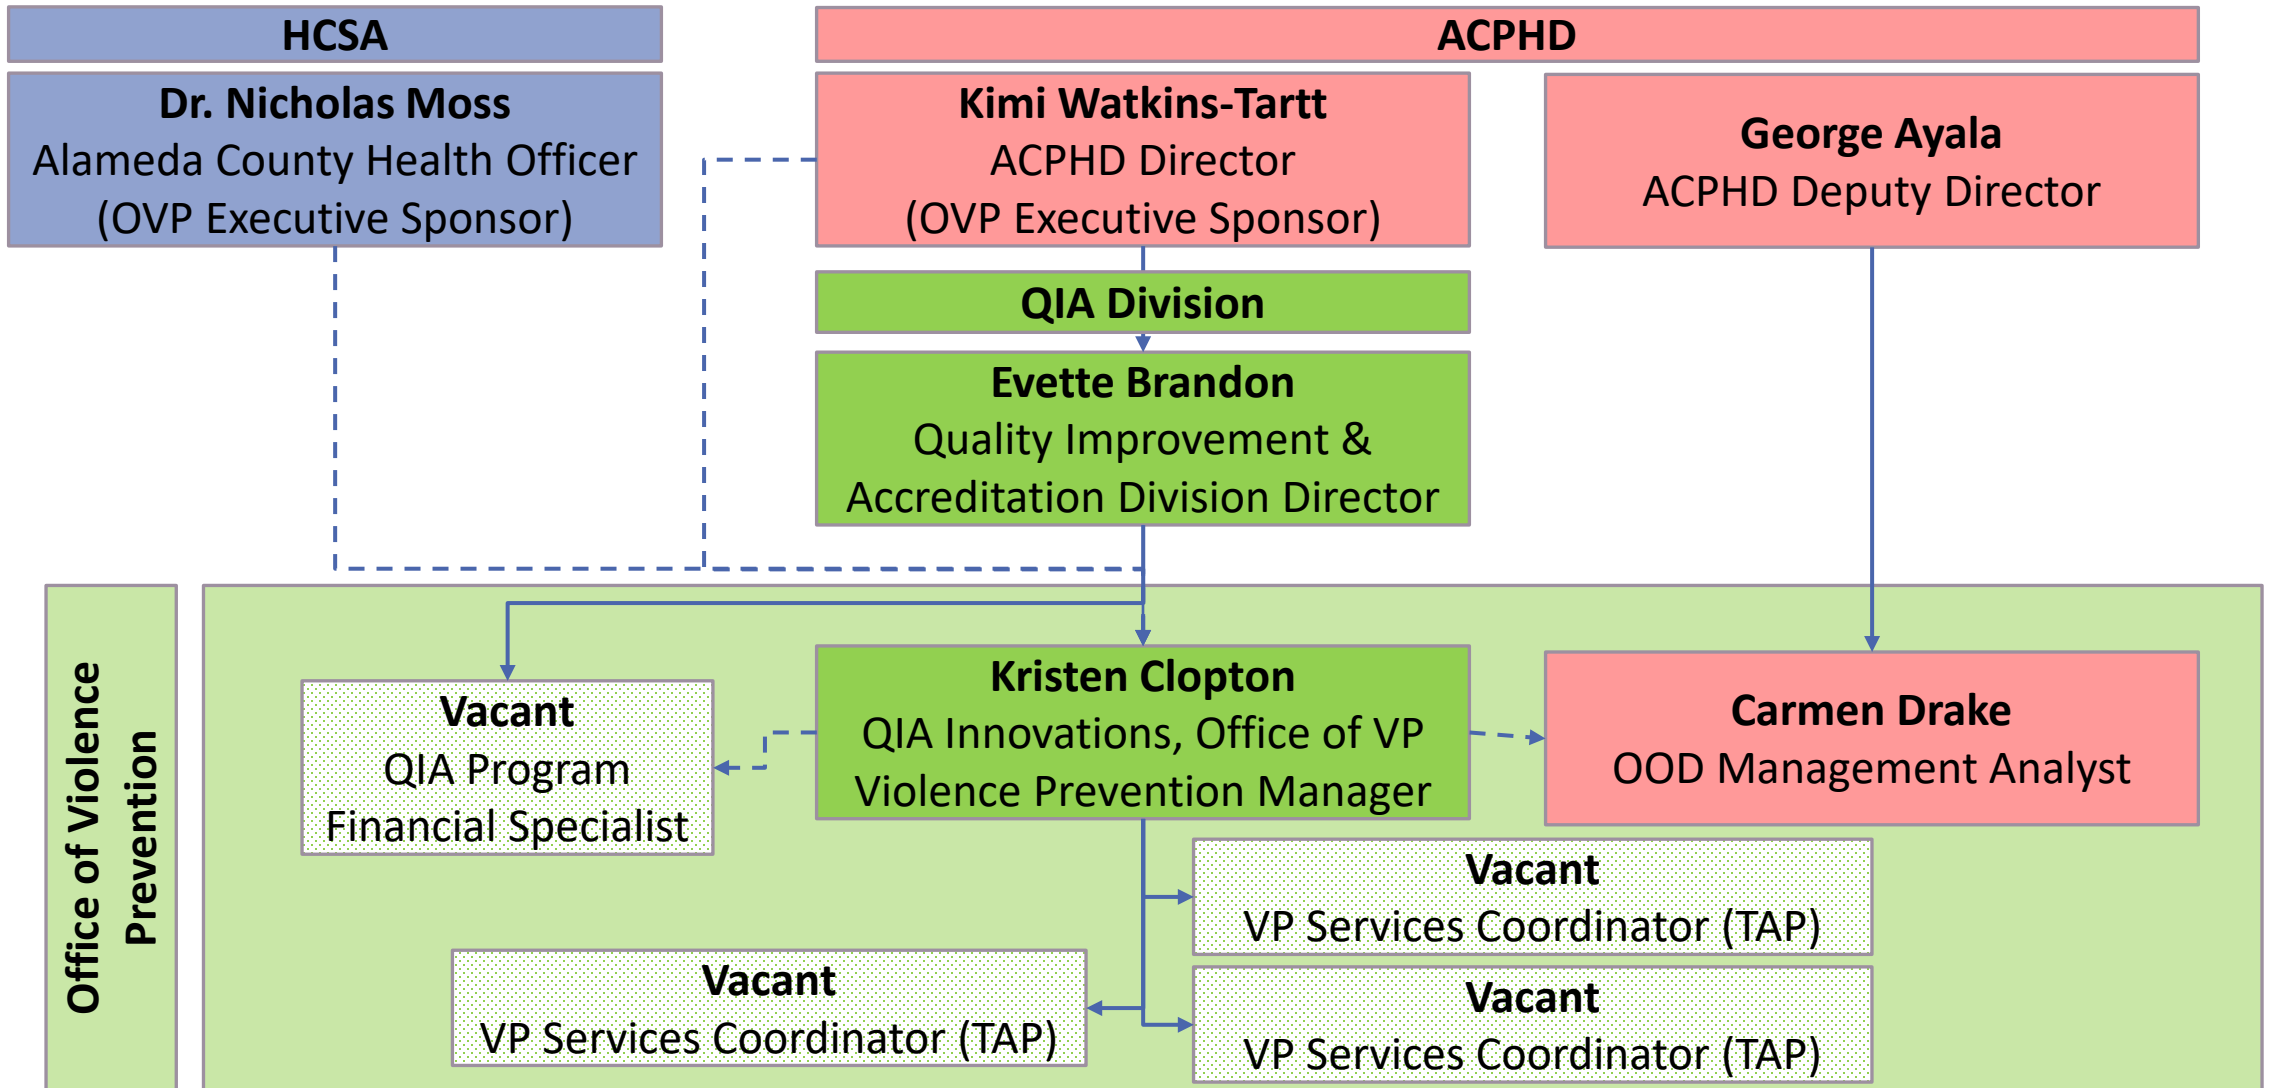 HCSA
ACPHD
Dr. Nicholas Moss
Alameda County Health Officer
(OVP Executive Sponsor)
Kimi Watkins-Tartt
ACPHD Director
(OVP Executive Sponsor)
George Ayala
ACPHD Deputy Director
QIA Division
Evette Brandon
Quality Improvement &
Accreditation Division Director
Office of Violence
Prevention
Vacant
QIA Program
Financial Specialist
Kristen Clopton
QIA Innovations, Office of VP
Violence Prevention Manager
Carmen Drake
OOD Management Analyst
Vacant
VP Services Coordinator (TAP)
Vacant
VP Services Coordinator (TAP)
Vacant
VP Services Coordinator (TAP)